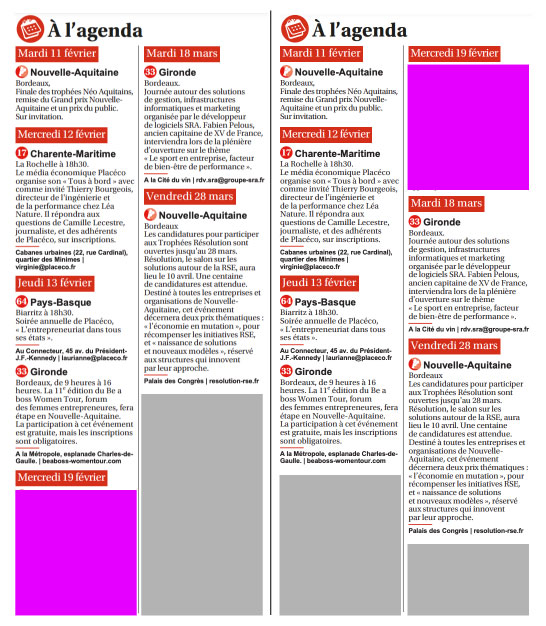 À l’agenda
Mardi 11 février
Nouvelle-Aquitaine
Bordeaux.
Finale des trophées Néo Aquitains,
remise du Grand prix Nouvelle-
Aquitaine et un prix du public.
Sur invitation.
Mercredi 12 février
17 Charente-Maritime
La Rochelle à 18h30.
Le média économique Placéco
organise son « Tous à bord » avec
comme invité Thierry Bourgeois,
directeur de l’ingénierie et
de la performance chez Léa
Nature. Il répondra aux
questions de Camille Lecestre,
journaliste, et des adhérents
de Placéco, sur inscriptions.
Cabanes urbaines (22, rue Cardinal),
quartier des Minimes |
virginie@placeco.fr
Jeudi 13 février
64 Pays-Basque
Biarritz à 18h30.
Soirée annuelle de Placéco,
« L’entrepreneuriat dans tous
ses états ».
Au Connecteur, 45 av. du Président-
J.F.-Kennedy | laurianne@placeco.fr
33 Gironde
Bordeaux, de 9 heures à 16
heures. La 11e édition du Be a
boss Women Tour, forum
des femmes entrepreneures, fera
étape en Nouvelle-Aquitaine.
La participation à cet événement
est gratuite, mais les inscriptions
sont obligatoires.
A la Métropole, esplanade Charles-de-
Gaulle. | beaboss-womentour.com
Mercredi 19 février
Mardi 18 mars
33 Gironde
Bordeaux.
Journée autour des solutions
de gestion, infrastructures
informatiques et marketing
organisée par le développeur
de logiciels SRA. Fabien Pelous,
ancien capitaine de XV de France,
interviendra lors de la plénière
d’ouverture sur le thème
« Le sport en entreprise, facteur
de bien-être de performance ».
A la Cité du vin | rdv.sra@groupe-sra.fr
Vendredi 28 mars
Nouvelle-Aquitaine
Bordeaux
Les candidatures pour participer
aux Trophées Résolution sont
ouvertes jusqu’au 28 mars.
Résolution, le salon sur les
solutions autour de la RSE, aura
lieu le 10 avril. Une centaine
de candidatures est attendue.
Destiné à toutes les entreprises et
organisations de Nouvelle-
Aquitaine, cet événement
décernera deux prix thématiques :
« l’économie en mutation », pour
récompenser les initiatives RSE,
et « naissance de solutions
et nouveaux modèles », réservé
aux structures qui innovent
par leur approche.
Palais des Congrès | resolution-rse.fr
À l’agenda
Mardi 11 février
Nouvelle-Aquitaine
Bordeaux.
Finale des trophées Néo Aquitains,
remise du Grand prix Nouvelle-
Aquitaine et un prix du public.
Sur invitation.
Mercredi 12 février
17 Charente-Maritime
La Rochelle à 18h30.
Le média économique Placéco
organise son « Tous à bord » avec
comme invité Thierry Bourgeois,
directeur de l’ingénierie et
de la performance chez Léa
Nature. Il répondra aux
questions de Camille Lecestre,
journaliste, et des adhérents
de Placéco, sur inscriptions.
Cabanes urbaines (22, rue Cardinal),
quartier des Minimes |
virginie@placeco.fr
Jeudi 13 février
64 Pays-Basque
Biarritz à 18h30.
Soirée annuelle de Placéco,
« L’entrepreneuriat dans tous
ses états ».
Au Connecteur, 45 av. du Président-
J.F.-Kennedy | laurianne@placeco.fr
33 Gironde
Bordeaux, de 9 heures à 16
heures. La 11e édition du Be a
boss Women Tour, forum
des femmes entrepreneures, fera
étape en Nouvelle-Aquitaine.
La participation à cet événement
est gratuite, mais les inscriptions
sont obligatoires.
A la Métropole, esplanade Charles-de-
Gaulle. | beaboss-womentour.com
Mercredi 19 février
Mardi 18 mars
33 Gironde
Bordeaux.
Journée autour des solutions
de gestion, infrastructures
informatiques et marketing
organisée par le développeur
de logiciels SRA. Fabien Pelous,
ancien capitaine de XV de France,
interviendra lors de la plénière
d’ouverture sur le thème
« Le sport en entreprise, facteur
de bien-être de performance ».
A la Cité du vin | rdv.sra@groupe-sra.fr
Vendredi 28 mars
Nouvelle-Aquitaine
Bordeaux
Les candidatures pour participer
aux Trophées Résolution sont
ouvertes jusqu’au 28 mars.
Résolution, le salon sur les
solutions autour de la RSE, aura
lieu le 10 avril. Une centaine
de candidatures est attendue.
Destiné à toutes les entreprises et
organisations de Nouvelle-
Aquitaine, cet événement
décernera deux prix thématiques :
« l’économie en mutation », pour
récompenser les initiatives RSE,
et « naissance de solutions
et nouveaux modèles », réservé
aux structures qui innovent
par leur approche.
Palais des Congrès | resolution-rse.fr